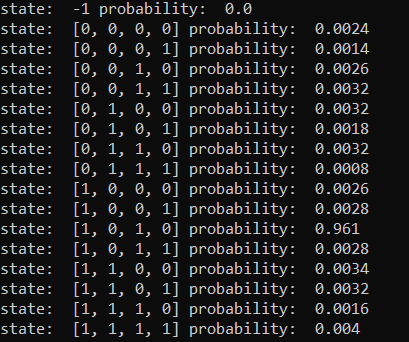 state:  -1 probability:  0.0
state:  [0, 0, 0, 0] probability:  0.0024
state:  [0, 0, 0, 1] probability:  0.0014
state:  [0, 0, 1, 0] probability:  0.0026
state:  [0, 0, 1, 1] probability:  0.0032
state:  [0, 1, 0, 0] probability:  0.0032
state:  [0, 1, 0, 1] probability:  0.0018
state:  [0, 1, 1, 0] probability:  0.0032
state:  [0, 1, 1, 1] probability:  0.0008
state:  [1, 0, 0, 0] probability:  0.0026
state:  [1, 0, 0, 1] probability:  0.0028
state:  [1, 0, 1, 0] probability:  0.961
state:  [1, 0, 1, 1] probability:  0.0028
state:  [1, 1, 0, 0] probability:  0.0034
state:  [1, 1, 0, 1] probability:  0.0032
state:  [1, 1, 1, 0] probability:  0.0016
state:  [1, 1, 1, 1] probability:  0.004